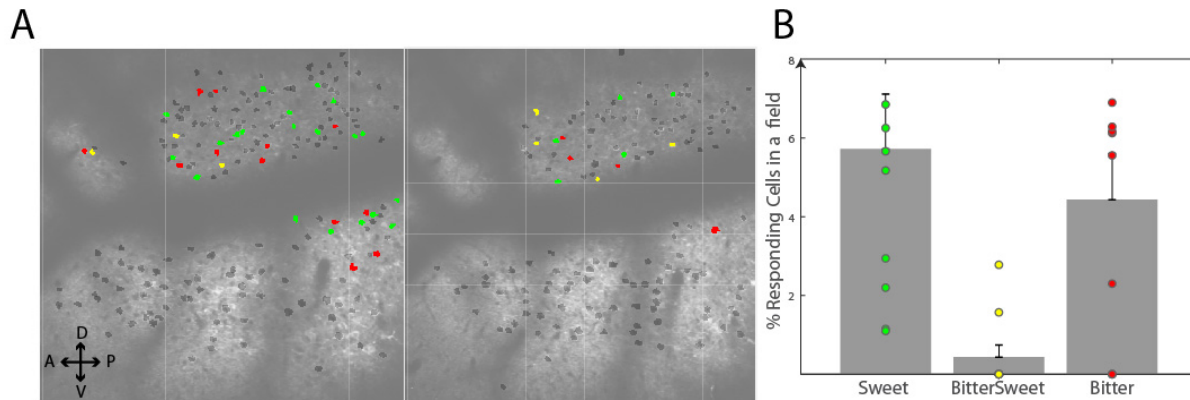 A
B
D
A P
V
% Responding Cells in a field
8
6
4
2
Sweet BitterSweet Bitter